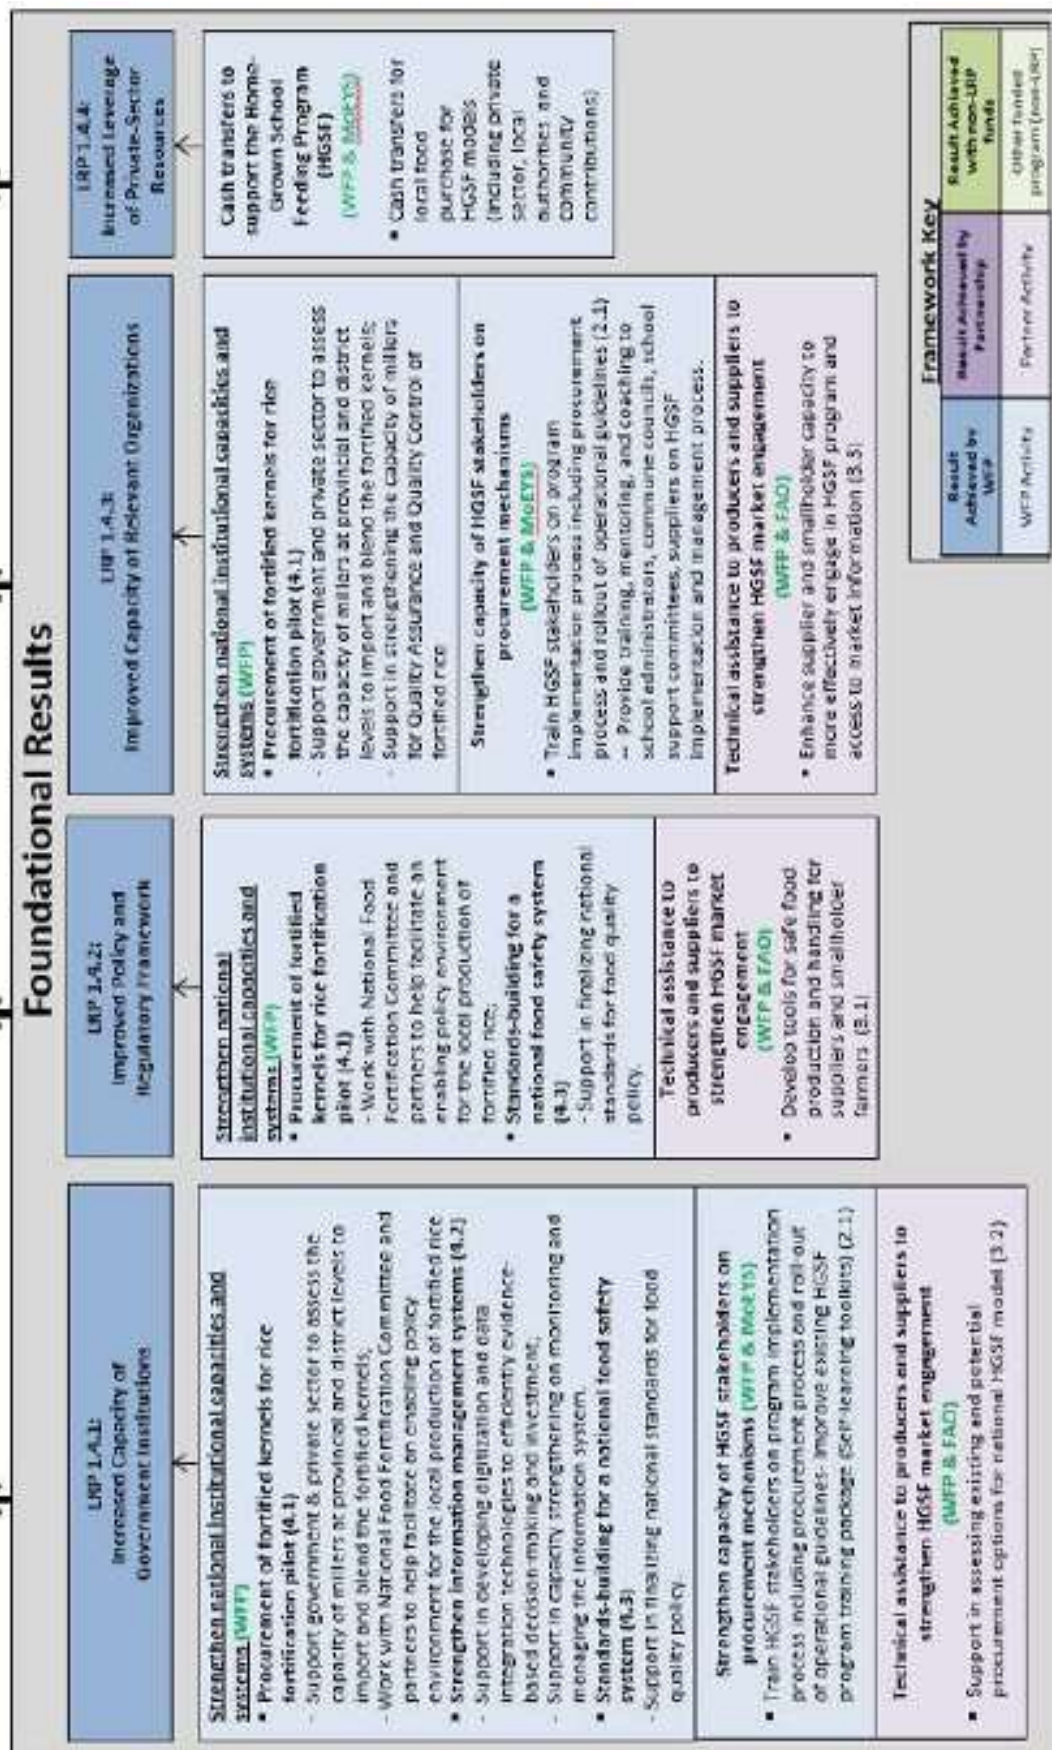 Foundational Results
LRP 1.4.1:
Increased Capacity of
Government Institutions
Strengthen national institutional capacities and
systems (WFP)
• Procurement of fortified kernels for rice
fortification pilot (4.1)
- Support government & private sector to assess the
capacity of millers at provincial and district levels to
import and blend the fortified kernels;
- Work with National Food Fortification Committee and
partners to help facilitate an enabling policy
environment for the local production of fortified rice
• Strengthen information management systems (4.2)
- Support in developing digitization and data
integration technologies to efficiently evidence-
based decision-making and investment;
- Support in capacity strengthening on monitoring and
managing the information system.
• Standards-building for a national food safety
system (4.3)
- Support in finalizing national standards for food
quality policy.
Strengthen capacity of HGSF stakeholders on
procurement mechanisms (WFP & MoEYS)
• Train HGSF stakeholders on program implementation
process including procurement process and roll-out
of operational guidelines- improve existing HGSF
program training package (Self-learning toolkits) (2.1)
Technical assistance to producers and suppliers to
strengthen HGSF market engagement
(WFP & FAO)
• Support in assessing existing and potential
procurement options for national HGSF model (3.2)
LRP 1.4.2:
Improved Policy and
Regulatory Framework
Strengthen national
institutional capacities and
systems (WFP)
• Procurement of fortified
kernels for rice fortification
pilot (4.1)
- Work with National Food
Fortification Committee and
partners to help facilitate an
enabling policy environment
for the local production of
fortified rice;
• Standards-building for a
national food safety system
(4.3)
- Support in finalizing national
standards for food quality
policy.
Technical assistance to
producers and suppliers to
strengthen HGSF market
engagement
(WFP & FAO)
• Develop tools for safe food
production and handling for
suppliers and smallholder
farmers (3.1)
LRP 1.4.3:
Improved Capacity of Relevant Organizations
Strengthen national institutional capacities and
systems (WFP)
• Procurement of fortified kernels for rice
fortification pilot (4.1)
- Support government and private sector to assess
the capacity of millers at provincial and district
levels to import and blend the fortified kernels;
- Support in strengthening the capacity of millers
for Quality Assurance and Quality Control of
fortified rice
Strengthen capacity of HGSF stakeholders on
procurement mechanisms
(WFP & MoEYS)
• Train HGSF stakeholders on program
implementation process including procurement
process and rollout of operational guidelines (2.1)
– Provide training, mentoring, and coaching to
school administrators, commune councils, school
support committees, suppliers on HGSF
implementation and management process.
Technical assistance to producers and suppliers to
strengthen HGSF market engagement
(WFP & FAO)
• Enhance supplier and smallholder capacity to
more effectively engage in HGSF program and
access to market information (3.3)
LRP 1.4.4:
Increased Leverage
of Private-Sector
Resources
Cash transfers to
support the Home-
Grown School
Feeding Program
(HGSF)
(WFP & MoEYS)
• Cash transfers for
local food
purchase for
HGSF models
(including private
sector, local
authorities and
community
contributions)
Framework Key
Result
Achieved by
WFP
Result Achieved by
Partnership
Result Achieved
with non-LRP
funds
WFP Activity
Partner Activity
Other funded
program (non-LRP)